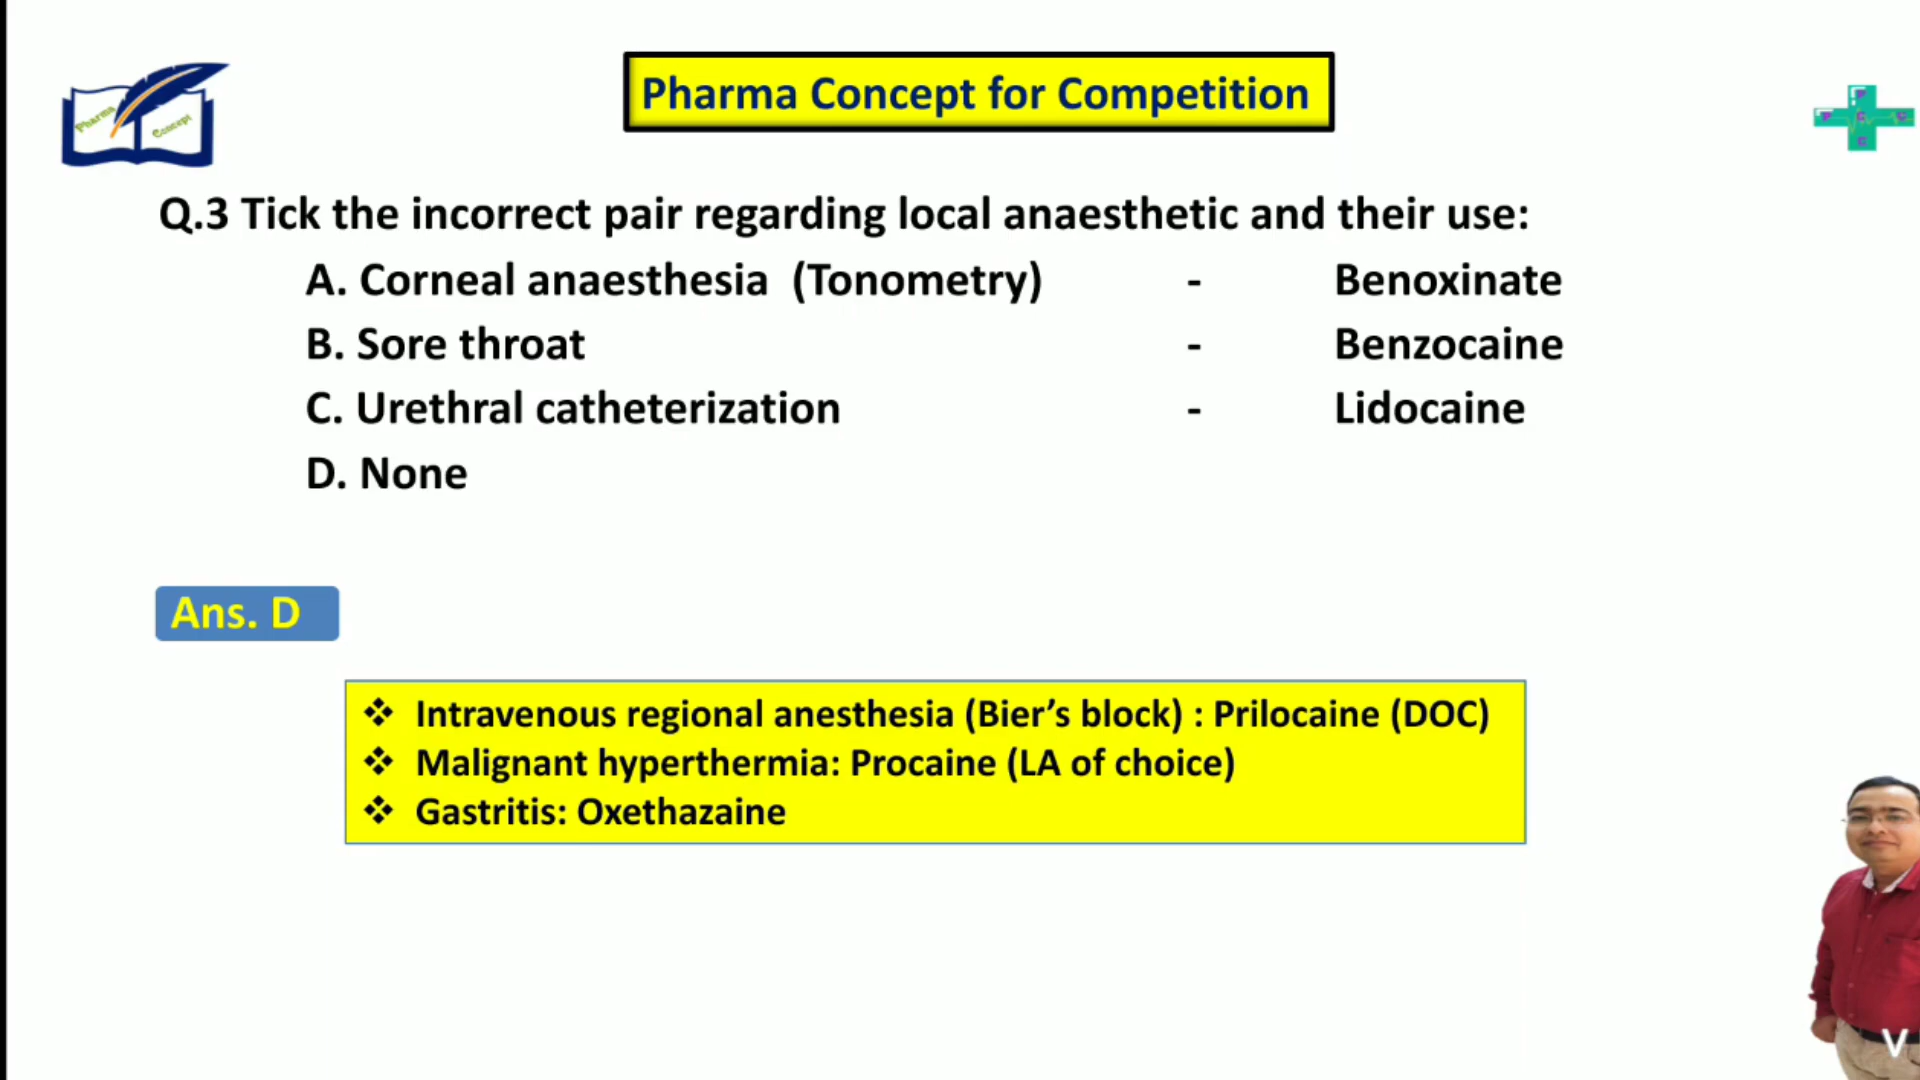 Pharma Concept for Competition
Pharma Concept
P
P C C
C
Q.3 Tick the incorrect pair regarding local anaesthetic and their use:
A. Corneal anaesthesia (Tonometry) - Benoxinate
B. Sore throat - Benzocaine
C. Urethral catheterization - Lidocaine
D. None
Ans. D
❖ Intravenous regional anesthesia (Bier’s block) : Prilocaine (DOC)
❖ Malignant hyperthermia: Procaine (LA of choice)
❖ Gastritis: Oxethazaine
V